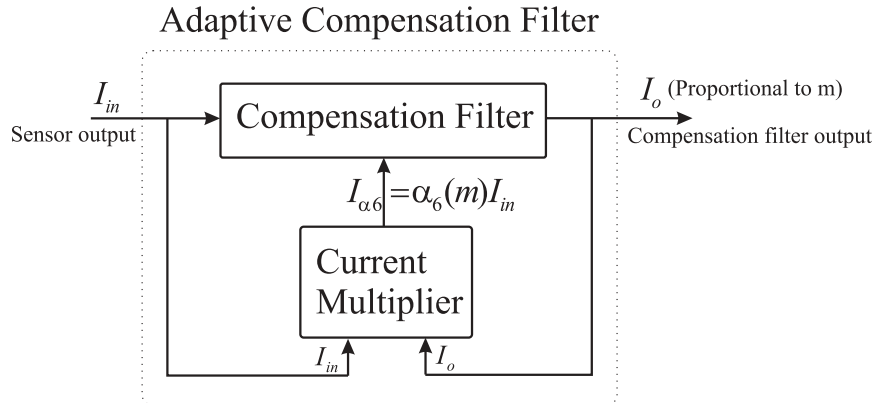 Adaptive Compensation Filter
I_in
Sensor output
Compensation Filter
I_o (Proportional to m)
Compensation filter output
I_α6 =α_6(m)I_in
Current
Multiplier
I_in
I_o